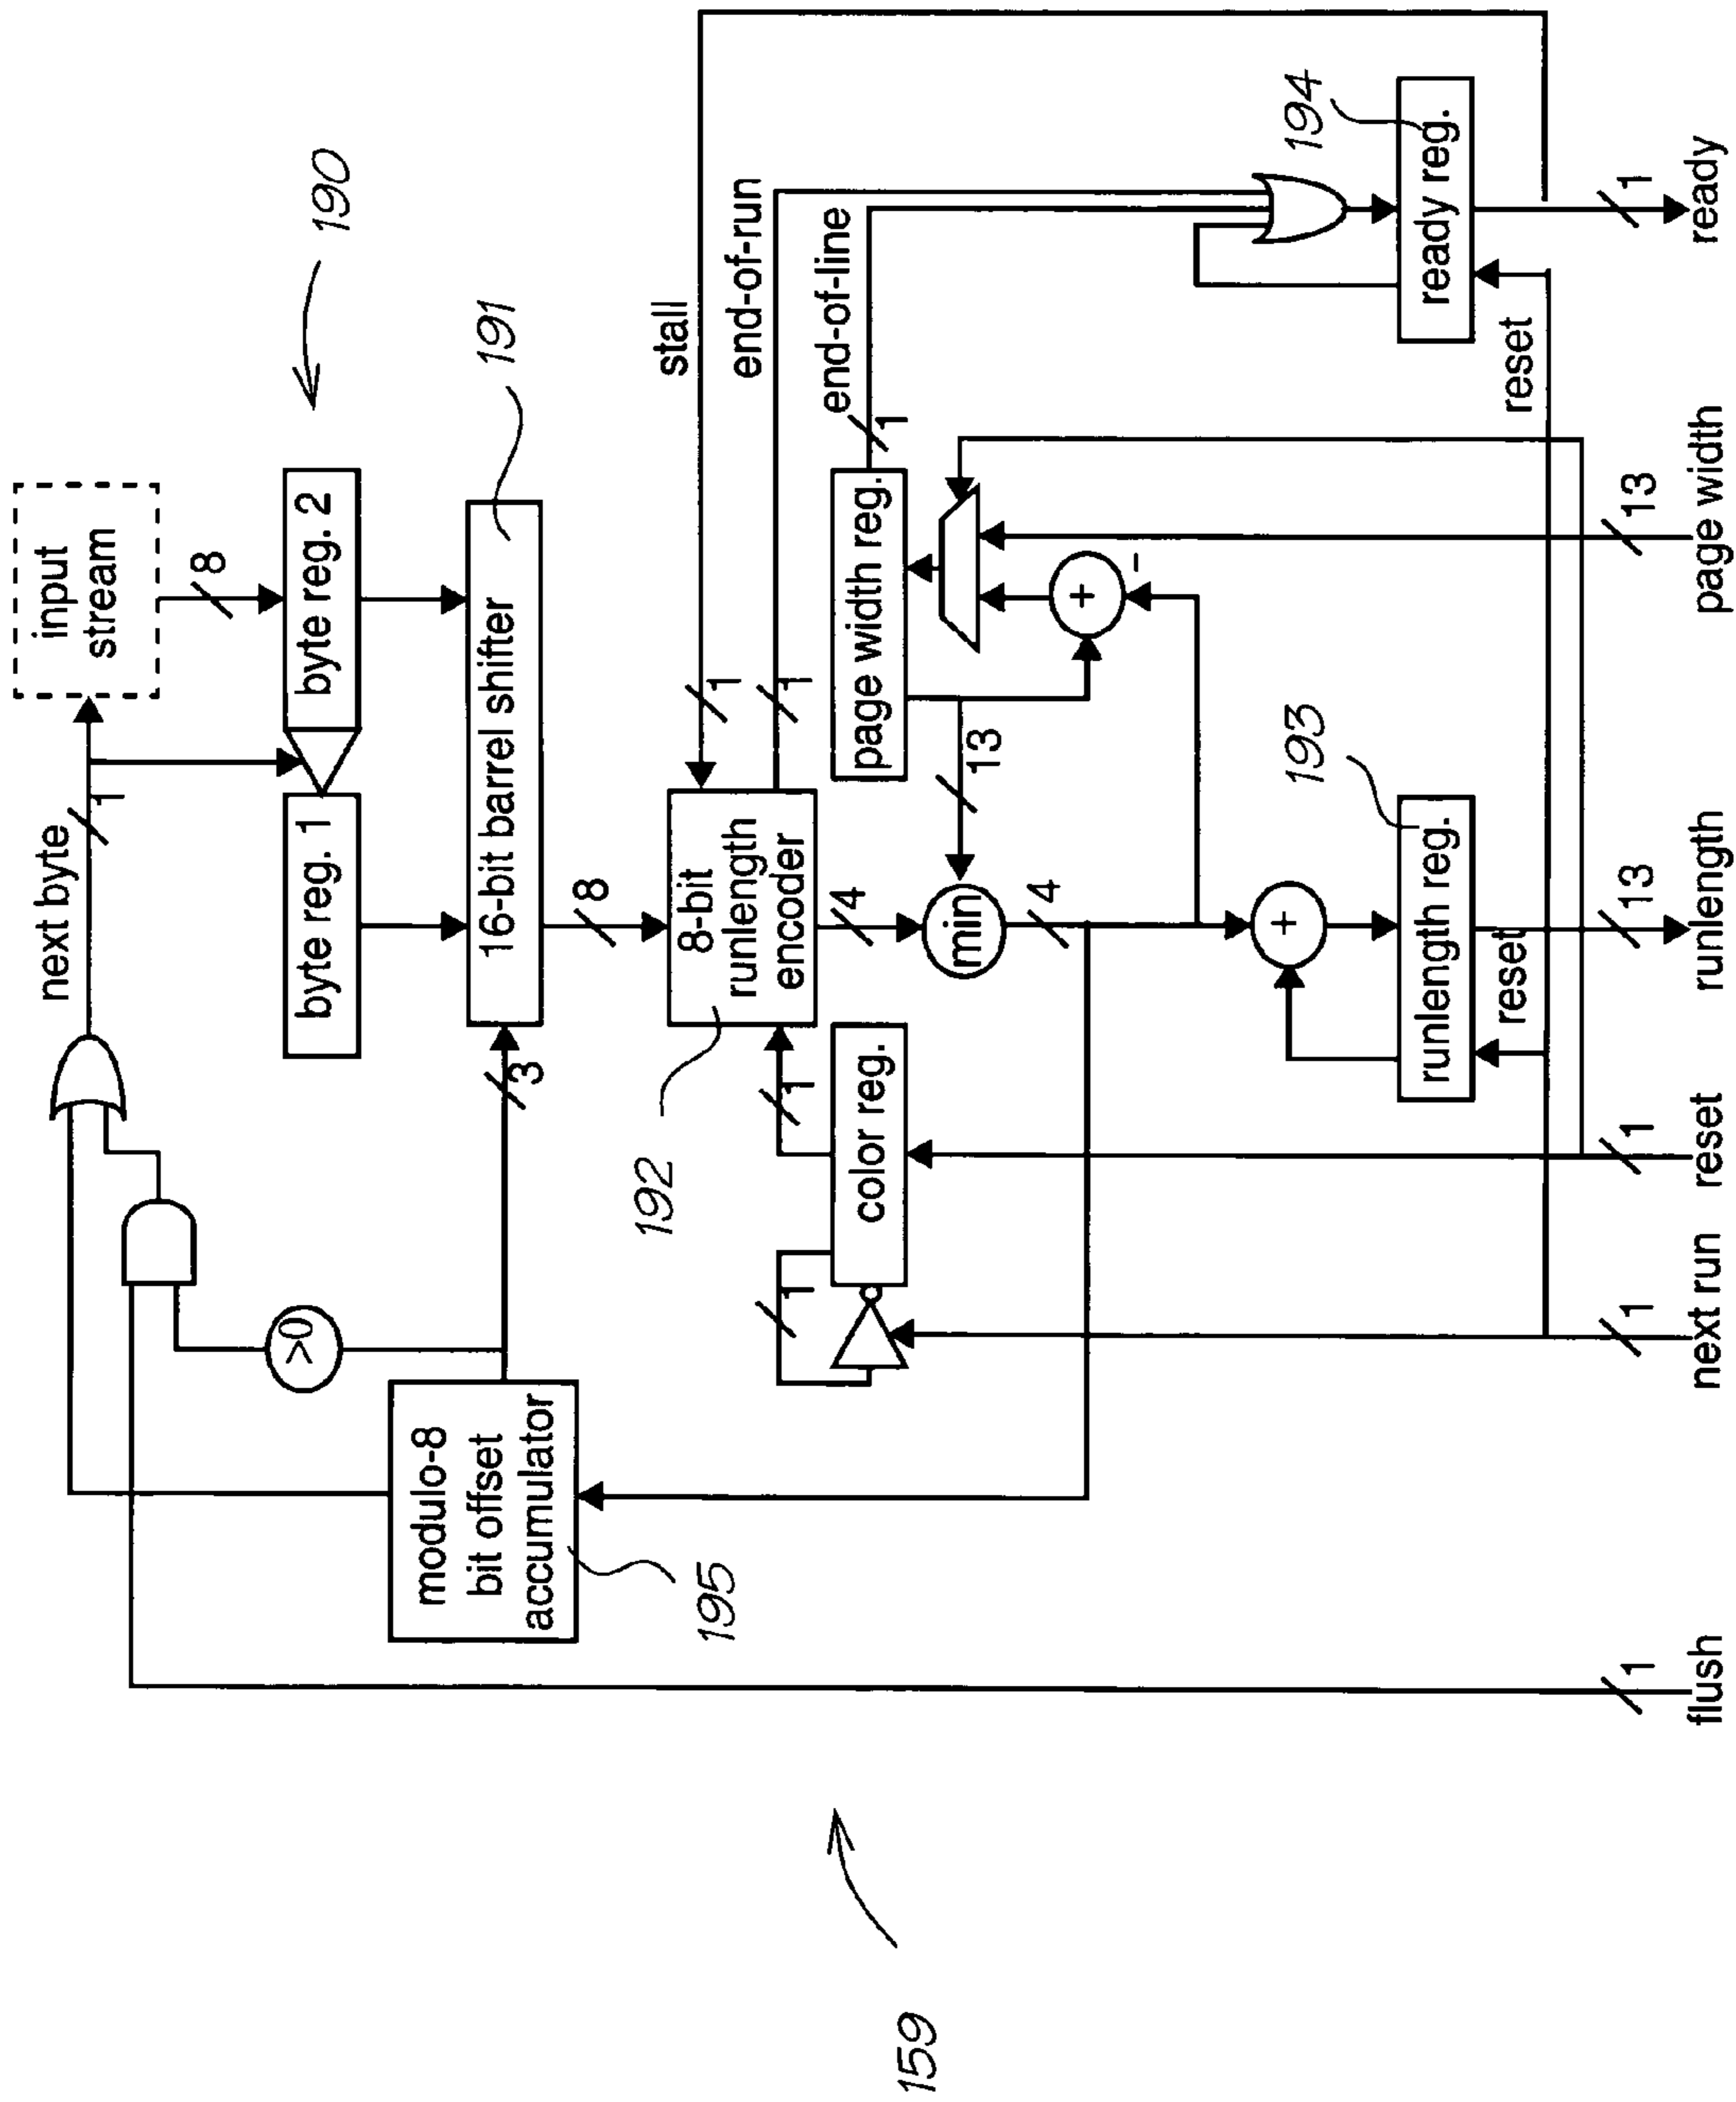 input
stream
next byte
1
8
190
byte reg. 1
byte reg. 2
191
16-bit barrel shifter
3
8
>0
modulo-8
bit offset
accumulator
195
192
8-bit
runlength
encoder
stall
1
end-of-run
1
end-of-line
1
1
1
color reg.
4
min
13
page width reg.
4
+
+
-
193
runlength reg.
reset
194
ready reg.
reset
1
flush
1
next run
1
reset
13
runlength
13
page width
1
ready
159